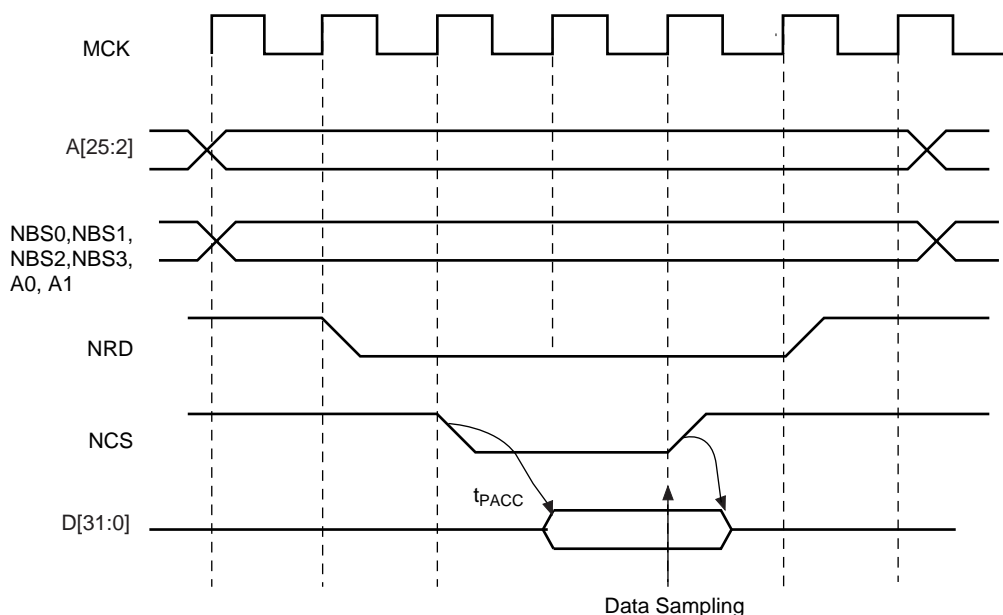 MCK
A[25:2]
NBS0,NBS1,
NBS2,NBS3,
A0, A1
NRD
NCS
tPACC
D[31:0]
Data Sampling